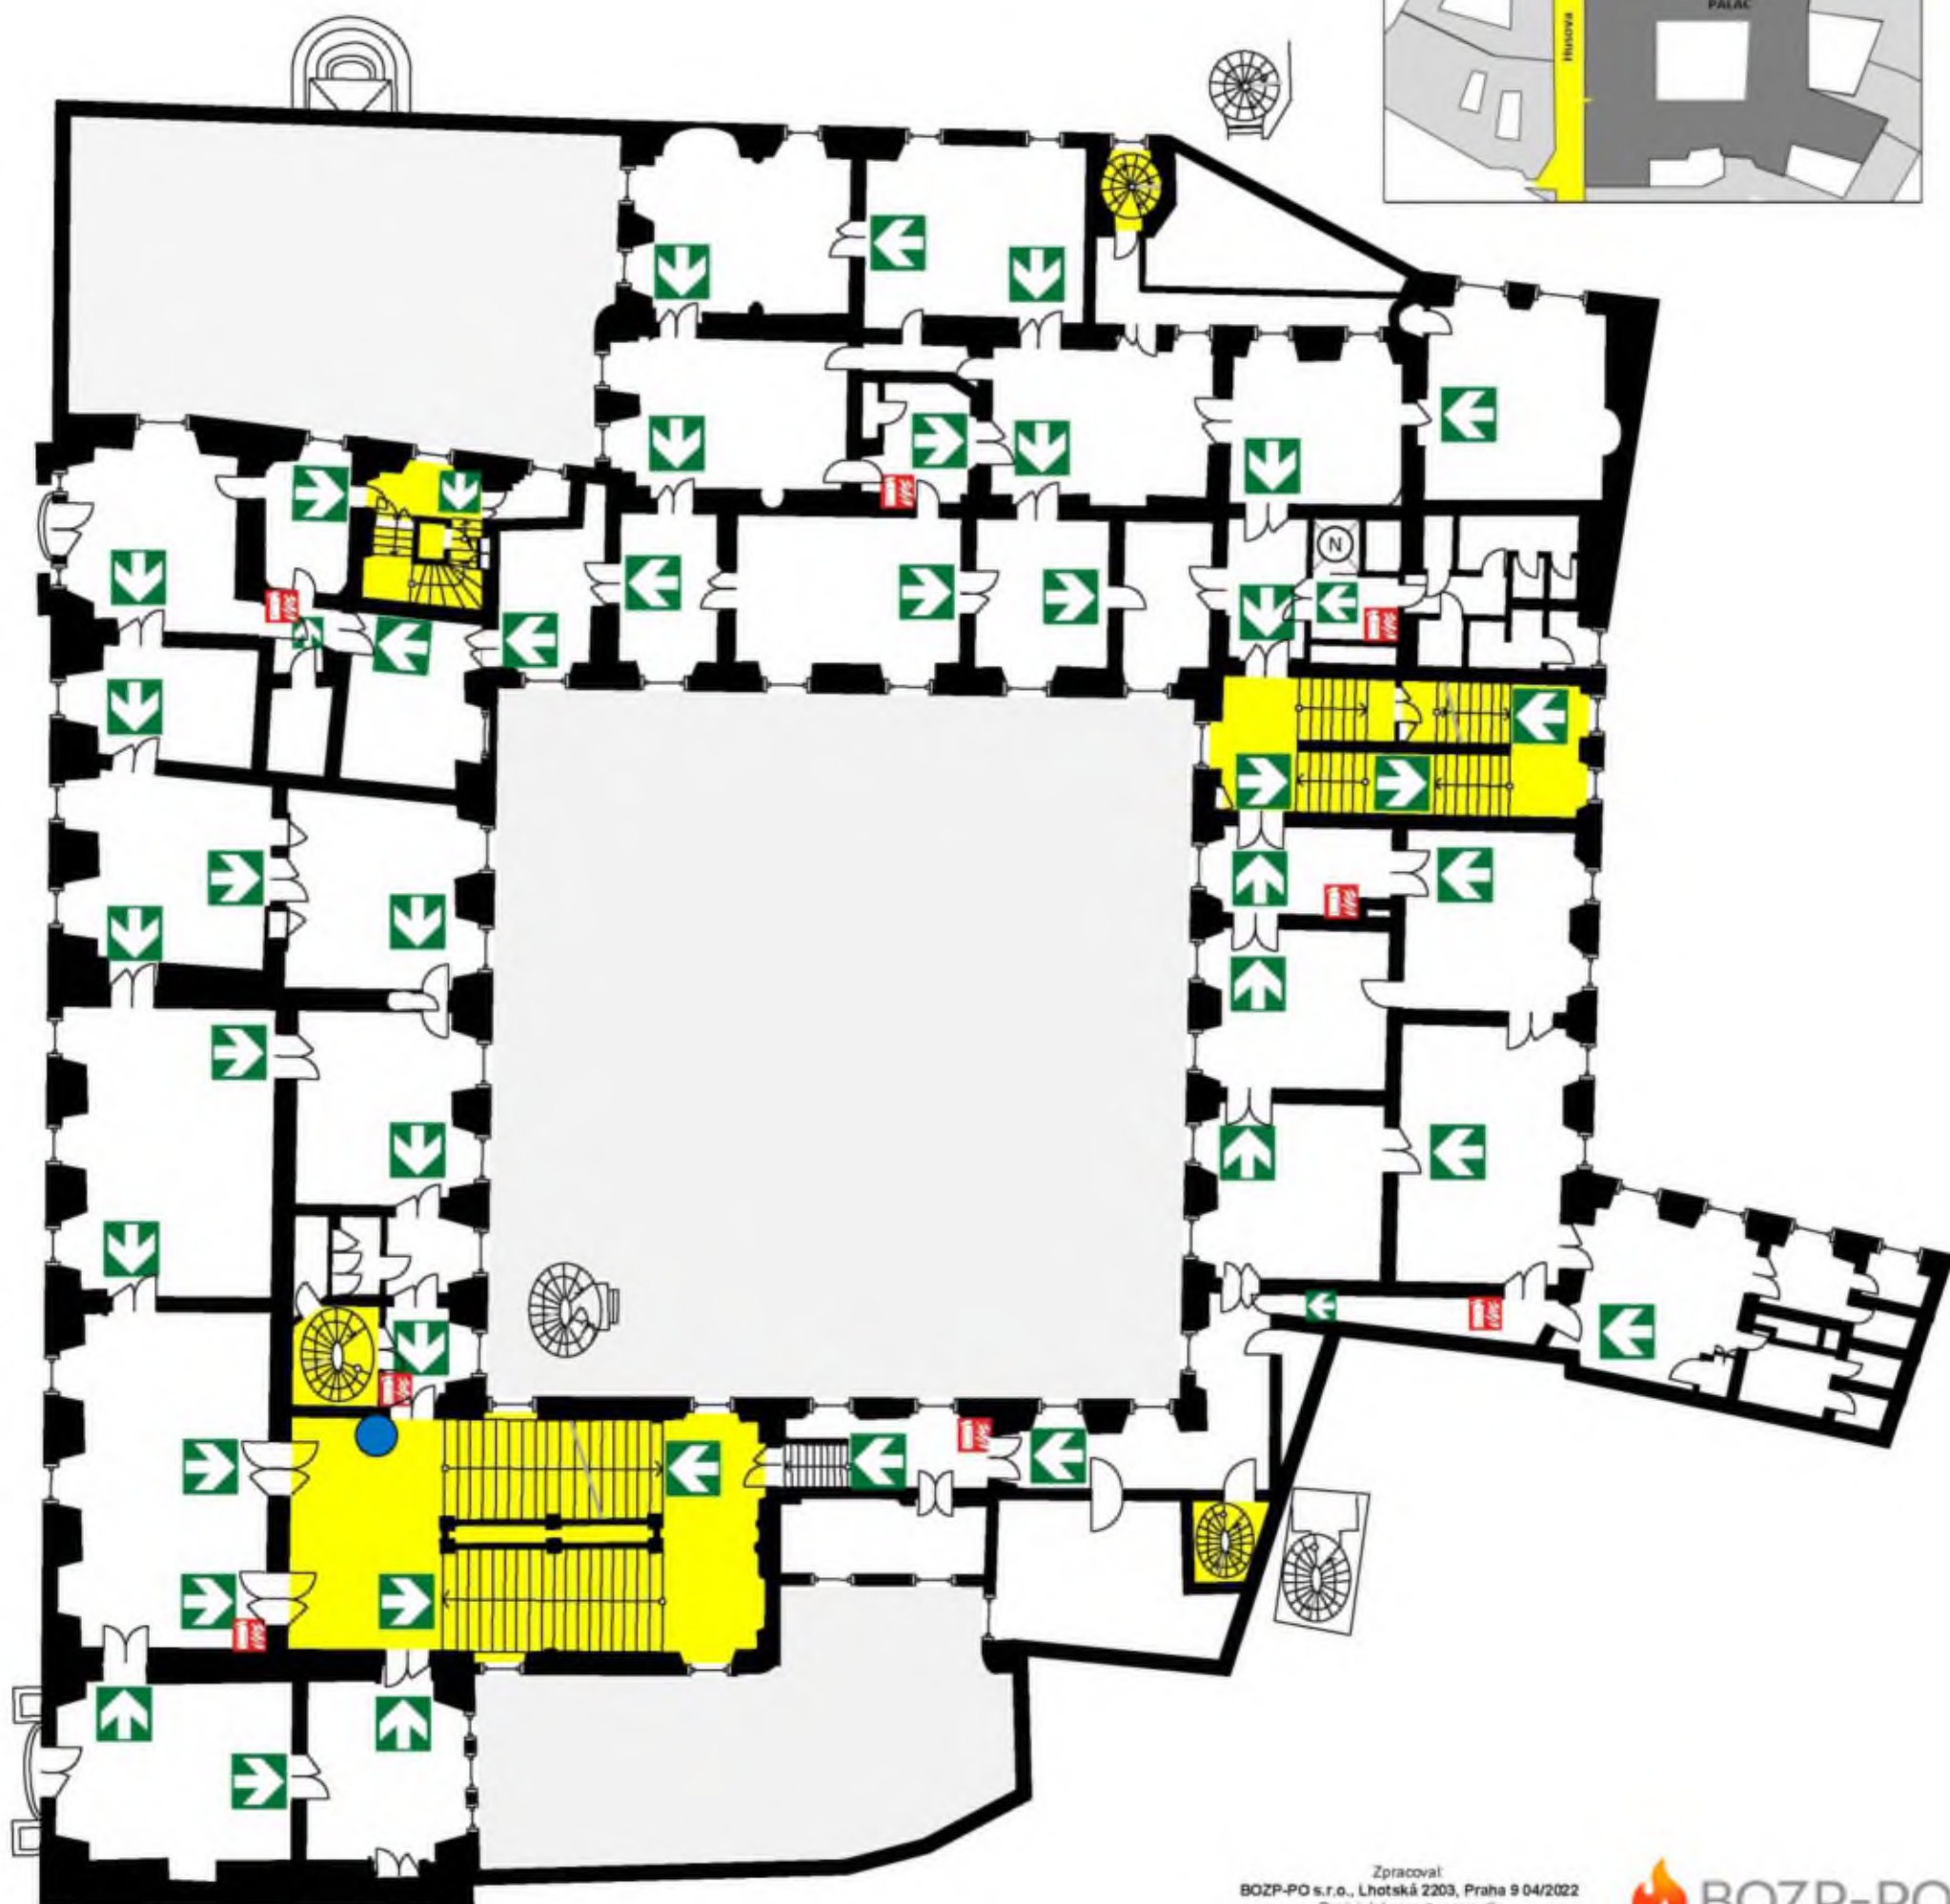 PALÁC
Husova
N
Zpracoval:
BOZP-PO s.r.o., Lhotská 2203, Praha 9 04/2022
BOZP-PO